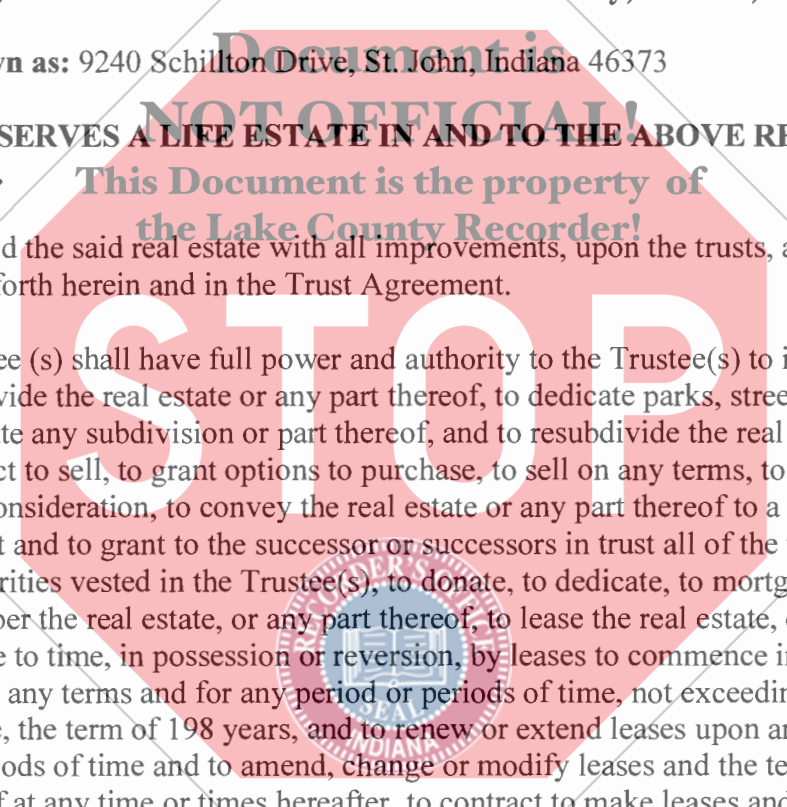 Document is
wn as: 9240 Schillton Drive, St. John, Indiana 46373
NOT OFFICIAL!
SERVES A LIFE ESTATE IN AND TO THE ABOVE RE
This Document is the property of
the Lake County Recorder!
d the said real estate with all improvements, upon the trusts, a
forth herein and in the Trust Agreement.
STOP
ee (s) shall have full power and authority to the Trustee(s) to i
vide the real estate or any part thereof, to dedicate parks, stree
te any subdivision or part thereof, and to resubdivide the real
ct to sell, to grant options to purchase, to sell on any terms, to
onsideration, to convey the real estate or any part thereof to a
t and to grant to the successor or successors in trust all of the
rities vested in the Trustee(s), to donate, to dedicate, to mortg
ber the real estate, or any part thereof, to lease the real estate,
e to time, in possession or reversion, by leases to commence i
any terms and for any period or periods of time, not exceedin
e, the term of 198 years, and to renew or extend leases upon an
ods of time and to amend, change or modify leases and the te
f at any time or times hereafter, to contract to make leases and
RECORDER'S OFFICE
SEAL
INDIANA